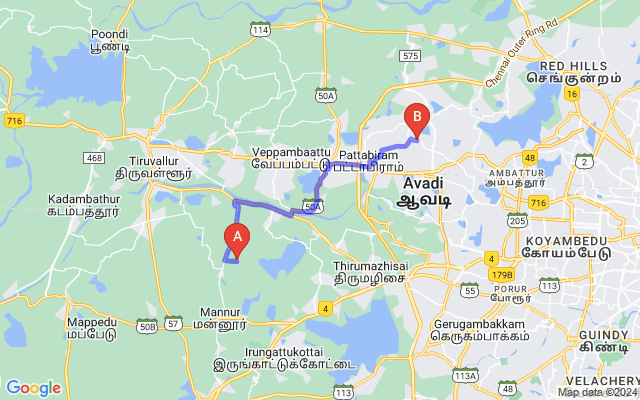 Poondi
பூண்டி
114
575
Chennai Outer Ring Rd
RED HILLS
செங்குன்றம்
16
50A
716
B
468
Tiruvallur
திருவள்ளூர்
Veppambaattu
வேப்பம்பட்டு
Pattabiram
பட்டாபிராம்
48
2
AMBATTUR
அம்பத்தூர்
Avadi
ஆவடி
Kadambathur
கடம்பத்தூர்
50A
716
205
A
KOYAMBEDU
கோயம்பேடு
Thirumazhisai
திருமழிசை
4
179B
PORUR
போரூர்
113
48
Mannur
மண்ணூர்
4
Mappedu
மப்பேடு
50B
57
Gerugambakkam
கெருகம்பாக்கம்
GUINDY
கிண்டி
Irungattukottai
இருங்காட்டுக்கோட்டை
113
113A
VELACHERY
Google
Map data ©2024